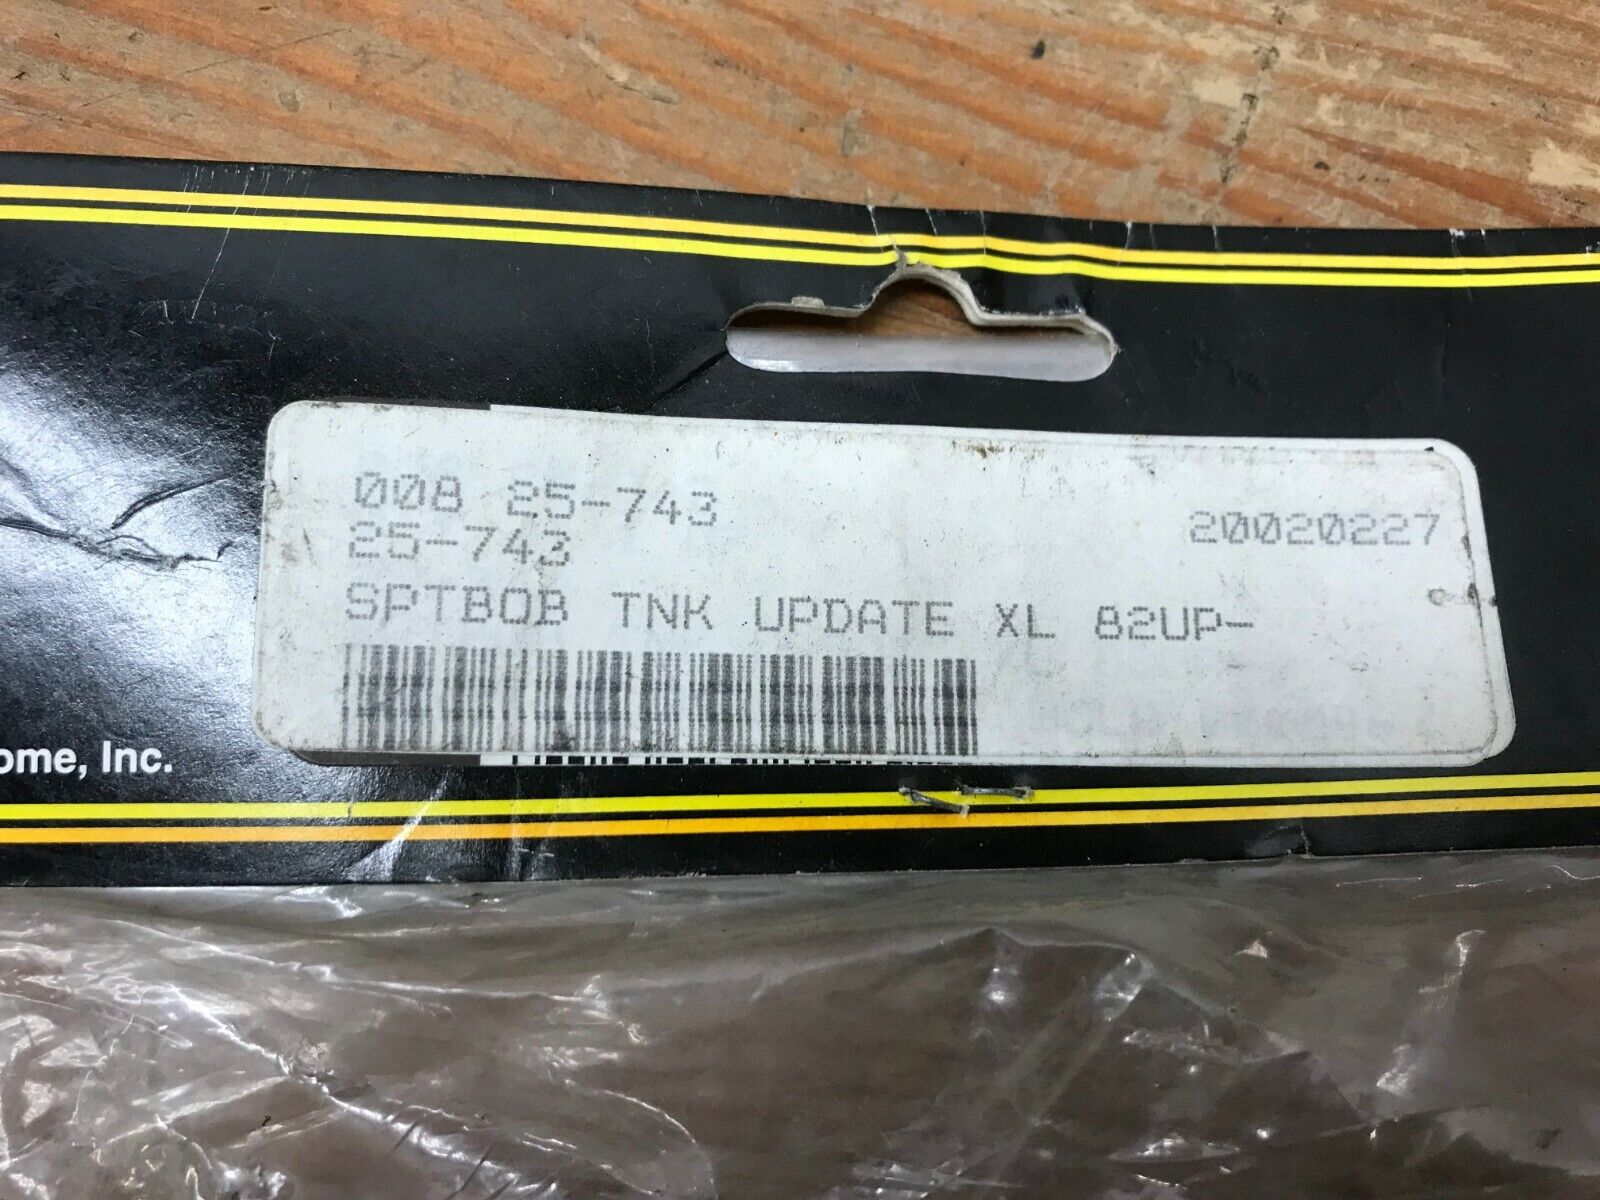 008 25-743
25-743
20020227
SPTBOB TNK UPDATE XL 82UP-
ome, Inc.